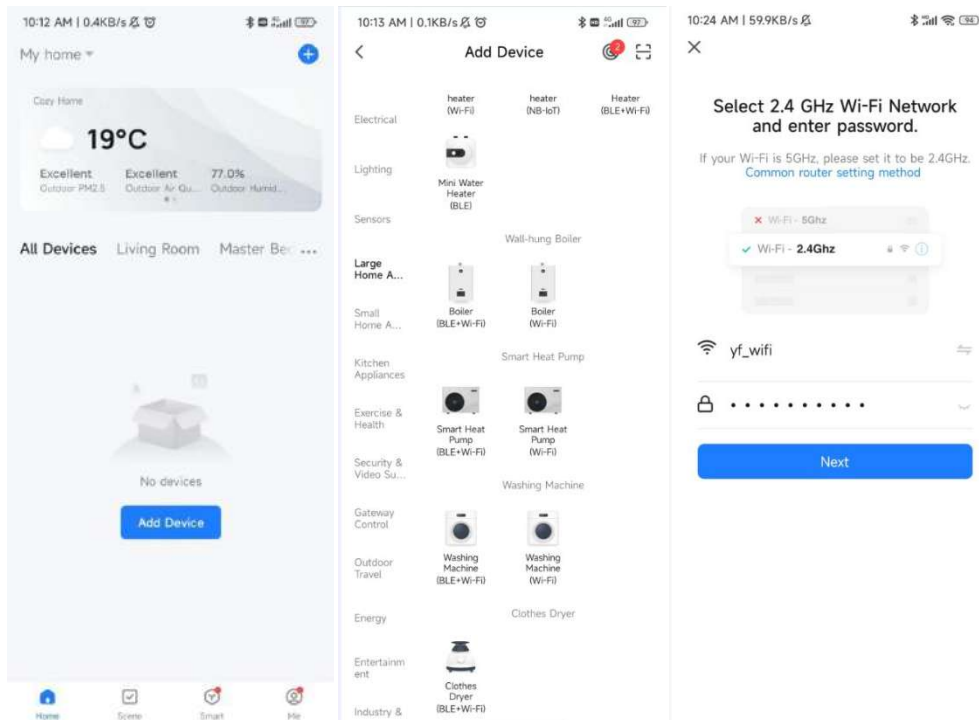 10:12 AM | 0.4KB/s
97
My home
Cozy Home
19°C
Excellent Excellent 77.0%
Outdoor PM2.5 Outdoor Air Qu... Outdoor Humid...
All Devices Living Room Master Be ...
No devices
Add Device
Home Scene Smart Me
10:13 AM | 0.1KB/s
97
Add Device
2
Electrical
Lighting
Sensors
Large
Home A...
Small
Home A...
Kitchen
Appliances
Exercise &
Health
Security &
Video Su...
Gateway
Control
Outdoor
Travel
Energy
Entertainm
ent
Industry &
heater
(Wi-Fi)
heater
(NB-IoT)
Heater
(BLE+Wi-Fi)
Mini Water
Heater
(BLE)
Wall-hung Boiler
Boiler
(BLE+Wi-Fi)
Boiler
(Wi-Fi)
Smart Heat Pump
Smart Heat
Pump
(BLE+Wi-Fi)
Smart Heat
Pump
(Wi-Fi)
Washing Machine
Washing
Machine
(BLE+Wi-Fi)
Washing
Machine
(Wi-Fi)
Clothes Dryer
Clothes
Dryer
(BLE+Wi-Fi)
10:24 AM | 59.9KB/s
94
Select 2.4 GHz Wi-Fi Network
and enter password.
If your Wi-Fi is 5GHz, please set it to be 2.4GHz.
Common router setting method
Wi-Fi - 5Ghz
Wi-Fi - 2.4Ghz
yf_wifi
Next